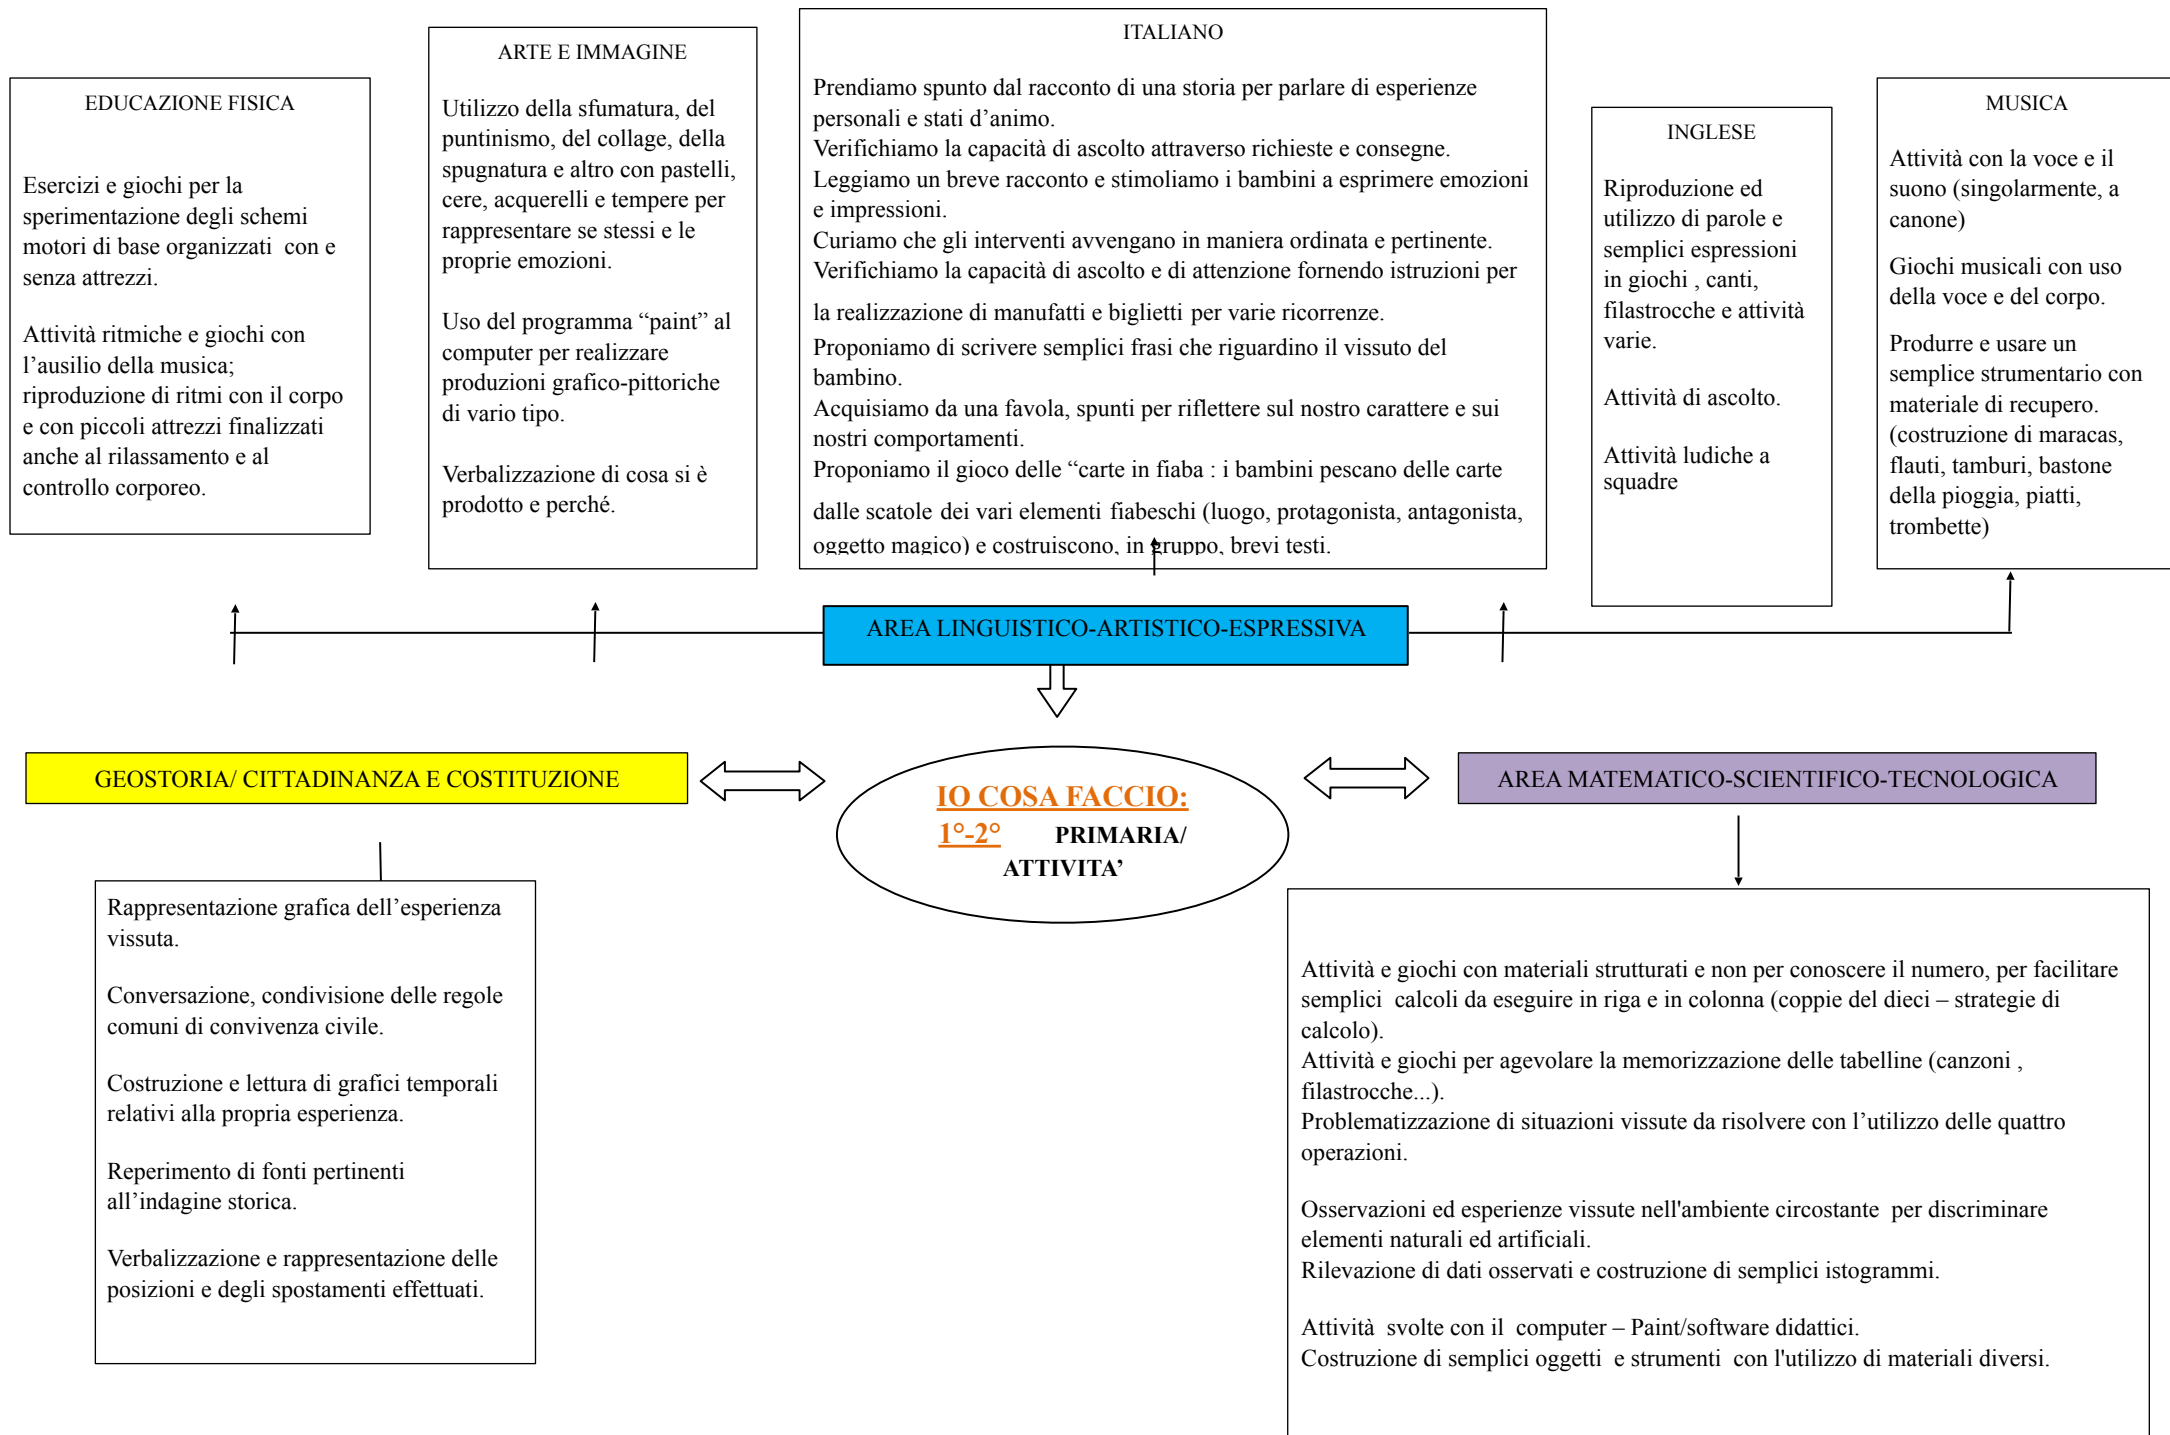 EDUCAZIONE FISICA
Esercizi e giochi per la
sperimentazione degli schemi
motori di base organizzati  con e
senza attrezzi.
Attività ritmiche e giochi con
l’ausilio della musica;
riproduzione di ritmi con il corpo
e con piccoli attrezzi finalizzati
anche al rilassamento e al
controllo corporeo.
ARTE E IMMAGINE
Utilizzo della sfumatura, del
puntinismo, del collage, della
spugnatura e altro con pastelli,
cere, acquerelli e tempere per
rappresentare se stessi e le
proprie emozioni.
Uso del programma “paint” al
computer per realizzare
produzioni grafico-pittoriche
di vario tipo.
Verbalizzazione di cosa si è
prodotto e perché.
ITALIANO
Prendiamo spunto dal racconto di una storia per parlare di esperienze
personali e stati d’animo.
Verifichiamo la capacità di ascolto attraverso richieste e consegne.
Leggiamo un breve racconto e stimoliamo i bambini a esprimere emozioni
e impressioni.
Curiamo che gli interventi avvengano in maniera ordinata e pertinente.
Verifichiamo la capacità di ascolto e di attenzione fornendo istruzioni per
la realizzazione di manufatti e biglietti per varie ricorrenze.
Proponiamo di scrivere semplici frasi che riguardino il vissuto del
bambino.
Acquisiamo da una favola, spunti per riflettere sul nostro carattere e sui
nostri comportamenti.
Proponiamo il gioco delle “carte in fiaba : i bambini pescano delle carte
dalle scatole dei vari elementi fiabeschi (luogo, protagonista, antagonista,
oggetto magico) e costruiscono, in gruppo, brevi testi.
INGLESE
Riproduzione ed
utilizzo di parole e
semplici espressioni
in giochi , canti,
filastrocche e attività
varie.
Attività di ascolto.
Attività ludiche a
squadre
MUSICA
Attività con la voce e il
suono (singolarmente, a
canone)
Giochi musicali con uso
della voce e del corpo.
Produrre e usare un
semplice strumentario con
materiale di recupero.
(costruzione di maracas,
flauti, tamburi, bastone
della pioggia, piatti,
trombette)
AREA LINGUISTICO-ARTISTICO-ESPRESSIVA
GEOSTORIA/ CITTADINANZA E COSTITUZIONE
IO COSA FACCIO:
1°-2° PRIMARIA/
ATTIVITA’
AREA MATEMATICO-SCIENTIFICO-TECNOLOGICA
Rappresentazione grafica dell’esperienza
vissuta.
Conversazione, condivisione delle regole
comuni di convivenza civile.
Costruzione e lettura di grafici temporali
relativi alla propria esperienza.
Reperimento di fonti pertinenti
all’indagine storica.
Verbalizzazione e rappresentazione delle
posizioni e degli spostamenti effettuati.
Attività e giochi con materiali strutturati e non per conoscere il numero, per facilitare
semplici  calcoli da eseguire in riga e in colonna (coppie del dieci – strategie di
calcolo).
Attività e giochi per agevolare la memorizzazione delle tabelline (canzoni ,
filastrocche...).
Problematizzazione di situazioni vissute da risolvere con l’utilizzo delle quattro
operazioni.
Osservazioni ed esperienze vissute nell'ambiente circostante  per discriminare
elementi naturali ed artificiali.
Rilevazione di dati osservati e costruzione di semplici istogrammi.
Attività  svolte con il  computer – Paint/software didattici.
Costruzione di semplici oggetti  e strumenti  con l'utilizzo di materiali diversi.